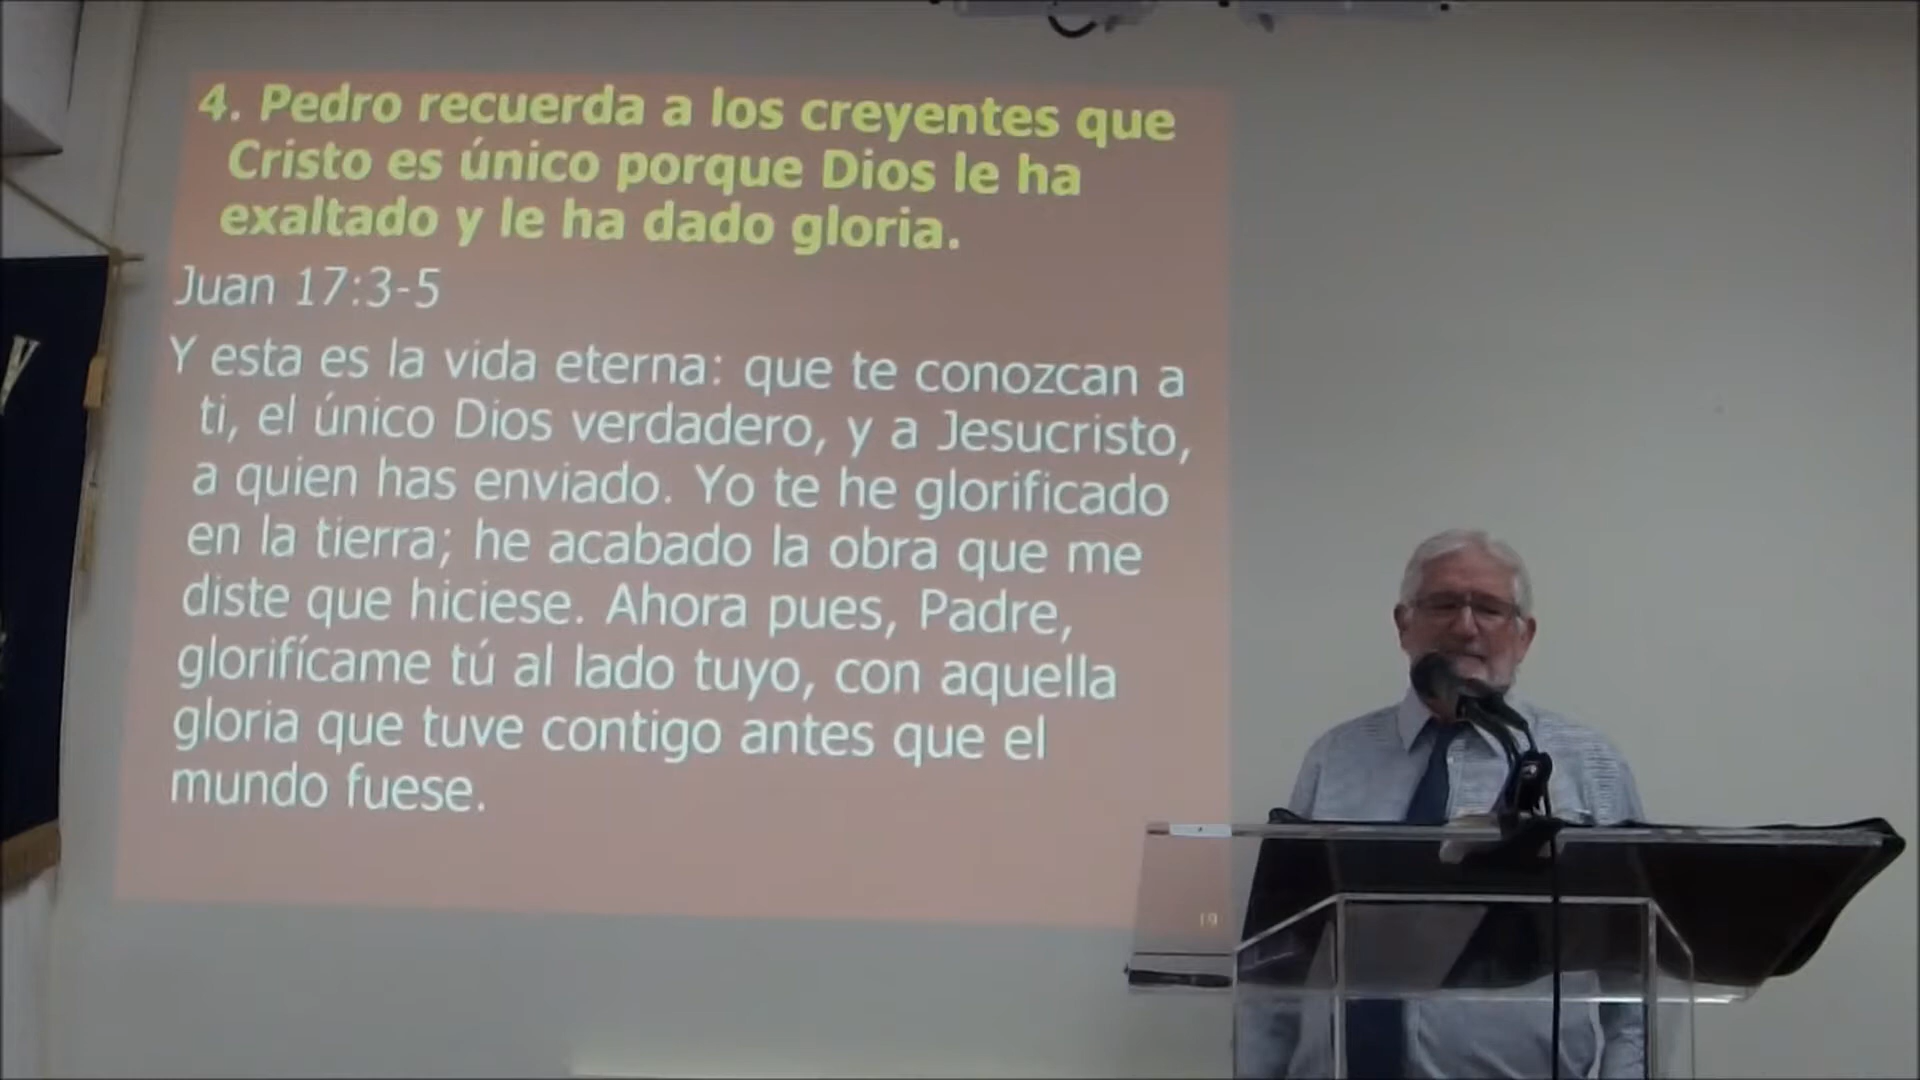 4. Pedro recuerda a los creyentes que
Cristo es único porque Dios le ha
exaltado y le ha dado gloria.
Juan 17:3-5
Y esta es la vida eterna: que te conozcan a
ti, el único Dios verdadero, y a Jesucristo,
a quien has enviado. Yo te he glorificado
en la tierra; he acabado la obra que me
diste que hiciese. Ahora pues, Padre,
glorifícame tú al lado tuyo, con aquella
gloria que tuve contigo antes que el
mundo fuese.
19